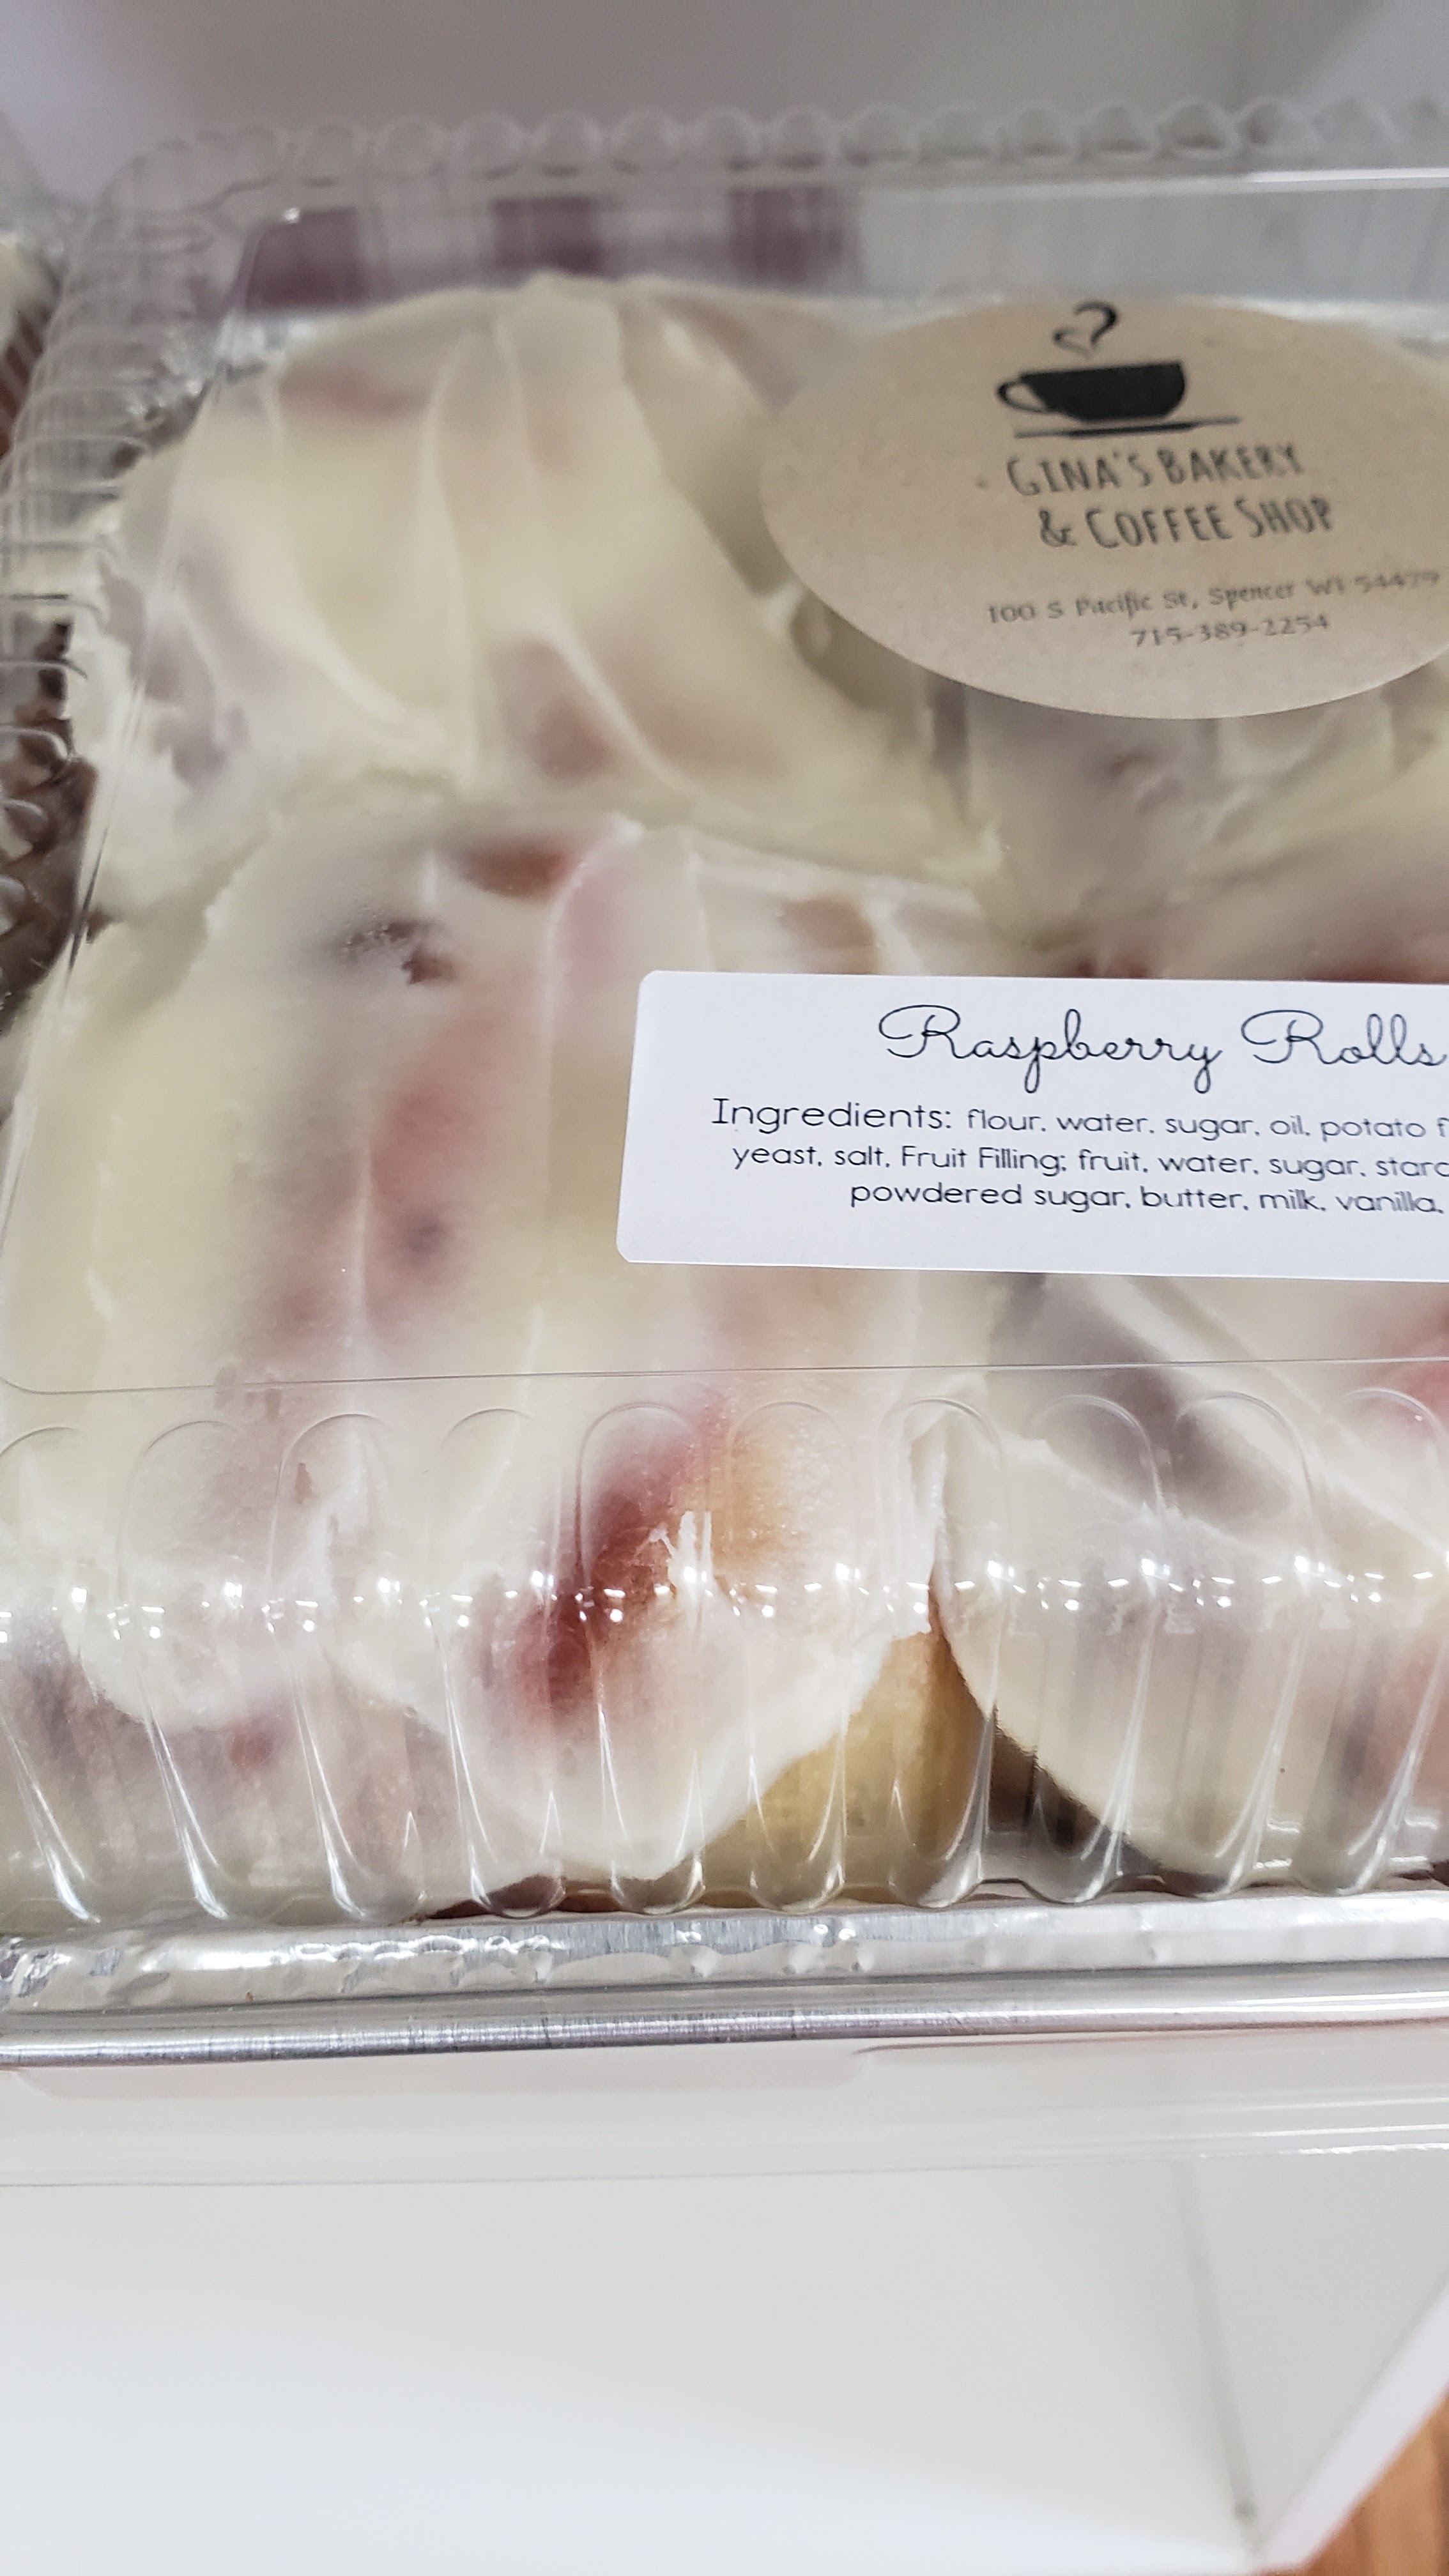 GINA'S BAKERY
& COFFEE SHOP
100 S Pacific St, Spencer WI 54479
715-389-2254
Raspberry Rolls
Ingredients: flour, water, sugar, oil, potato f
yeast, salt, Fruit Filling: fruit, water, sugar, starc
powdered sugar, butter, milk, vanilla,